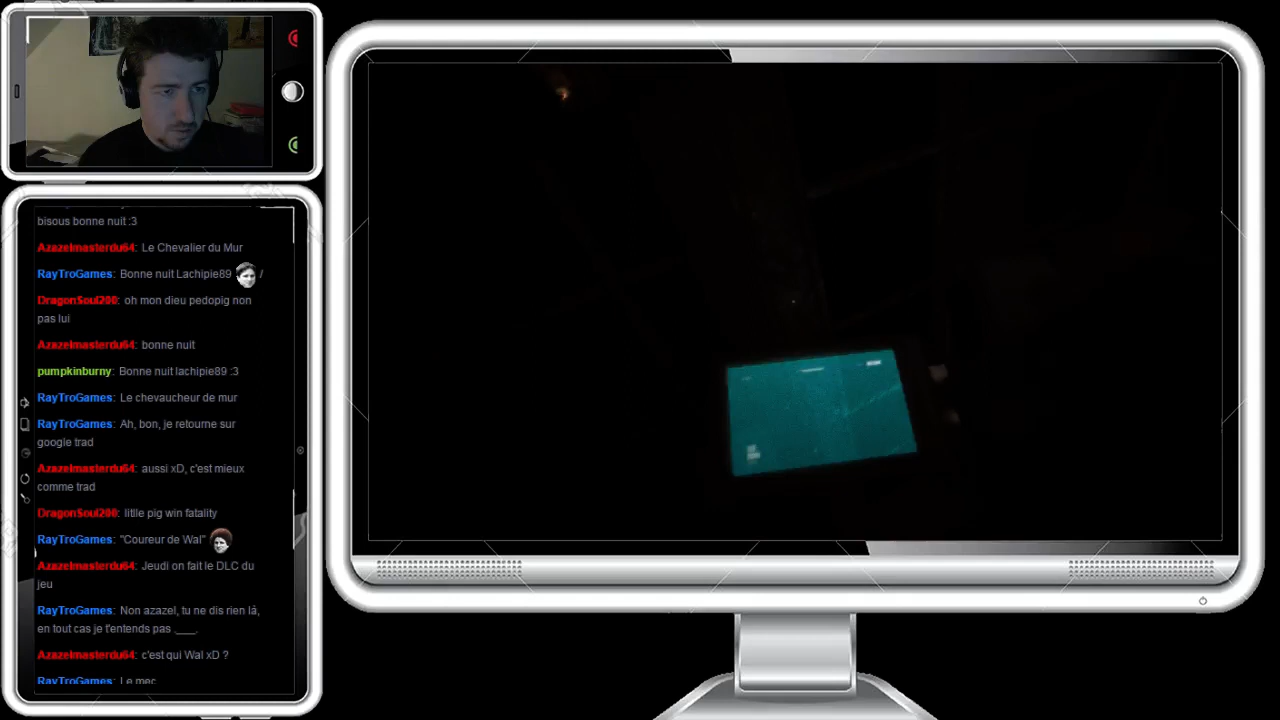 bisous bonne nuit :3
Azazelmasterdu64: Le Chevalier du Mur
RayTroGames: Bonne nuit Lachipie89 /
DragonSoul200: oh mon dieu pedopig non
pas lui
Azazelmasterdu64: bonne nuit
pumpkinburny: Bonne nuit lachipie89 :3
RayTroGames: Le chevaucheur de mur
RayTroGames: Ah, bon, je retourne sur
google trad
Azazelmasterdu64: aussi xD, c'est mieux
comme trad
DragonSoul200: litlle pig win fatality
RayTroGames: "Coureur de Wal"
Azazelmasterdu64: Jeudi on fait le DLC du
jeu
RayTroGames: Non azazel, tu ne dis rien là,
en tout cas je t'entends pas .___.
Azazelmasterdu64: c'est qui Wal xD ?
RayTroGames: Le mec